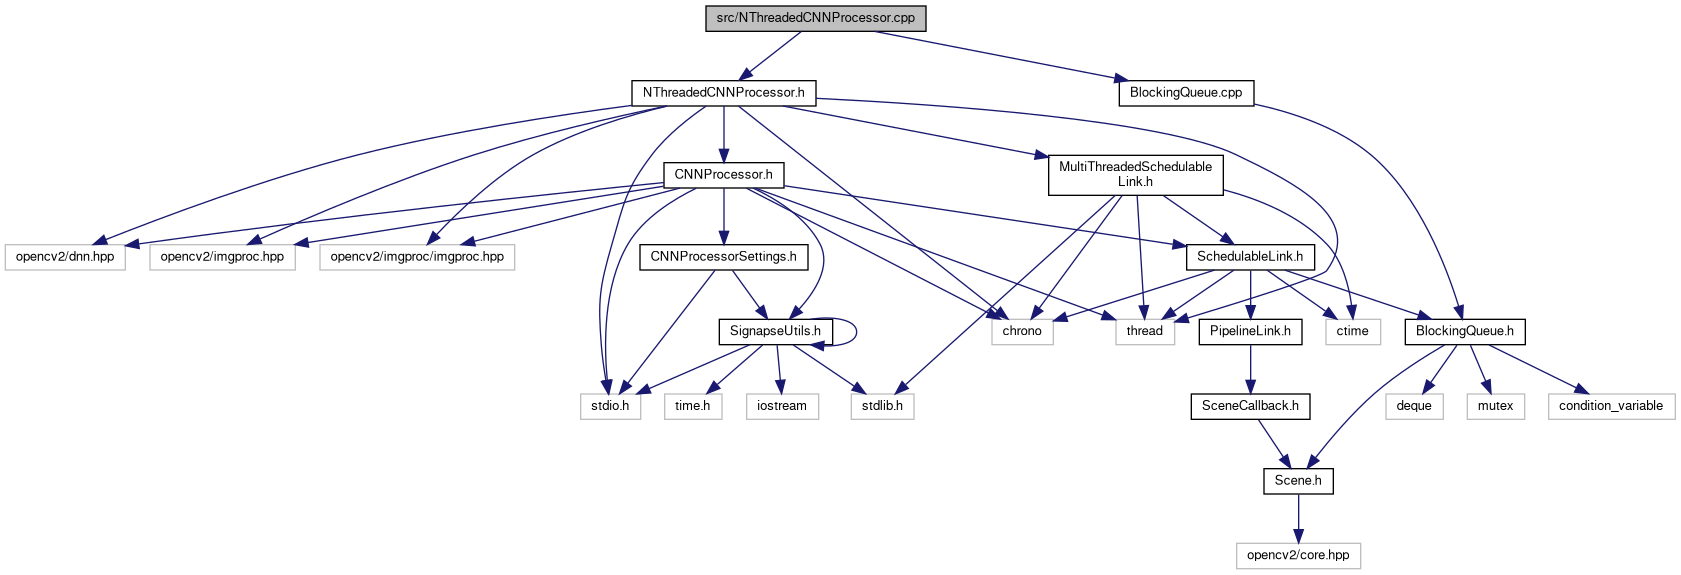 src/NThreadedCNNProcessor.cpp
NThreadedCNNProcessor.h
BlockingQueue.cpp
CNNProcessor.h
MultiThreadedSchedulable
Link.h
opencv2/dnn.hpp
opencv2/imgproc.hpp
opencv2/imgproc/imgproc.hpp
CNNProcessorSettings.h
SchedulableLink.h
SignapseUtils.h
chrono
thread
PipelineLink.h
ctime
BlockingQueue.h
stdio.h
time.h
iostream
stdlib.h
SceneCallback.h
deque
mutex
condition_variable
Scene.h
opencv2/core.hpp